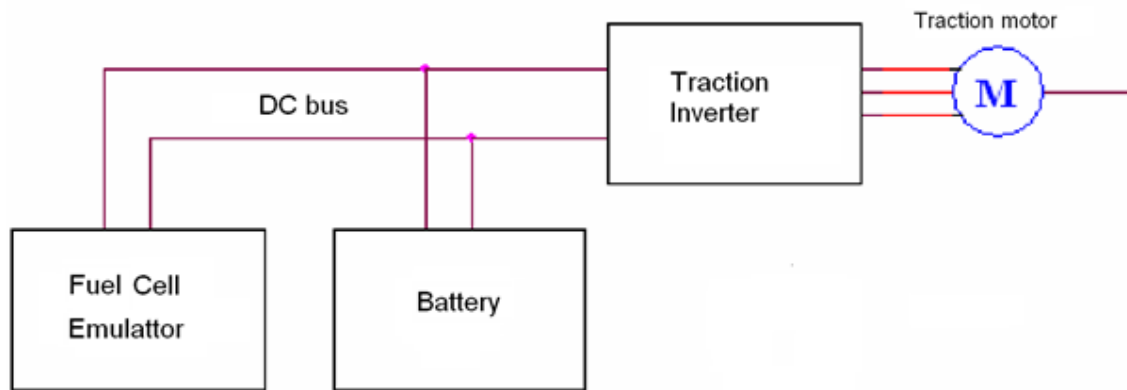 Traction motor
Traction
Inverter
M
DC bus
Fuel Cell
Emulattor
Battery